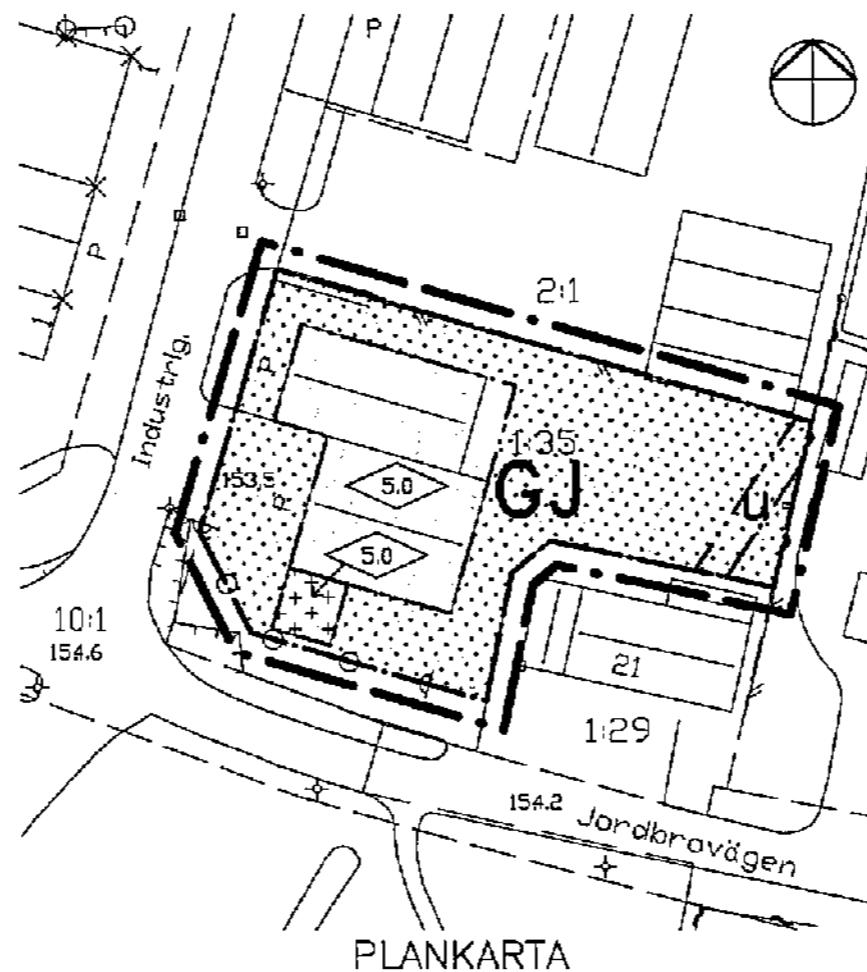 P
P
2:1
Industrig.
P
1:35
GJ
153,5
5.0
u
5.0
10:1
154.6
21
1:29
154.2
Jordbrovägen
PLANKARTA